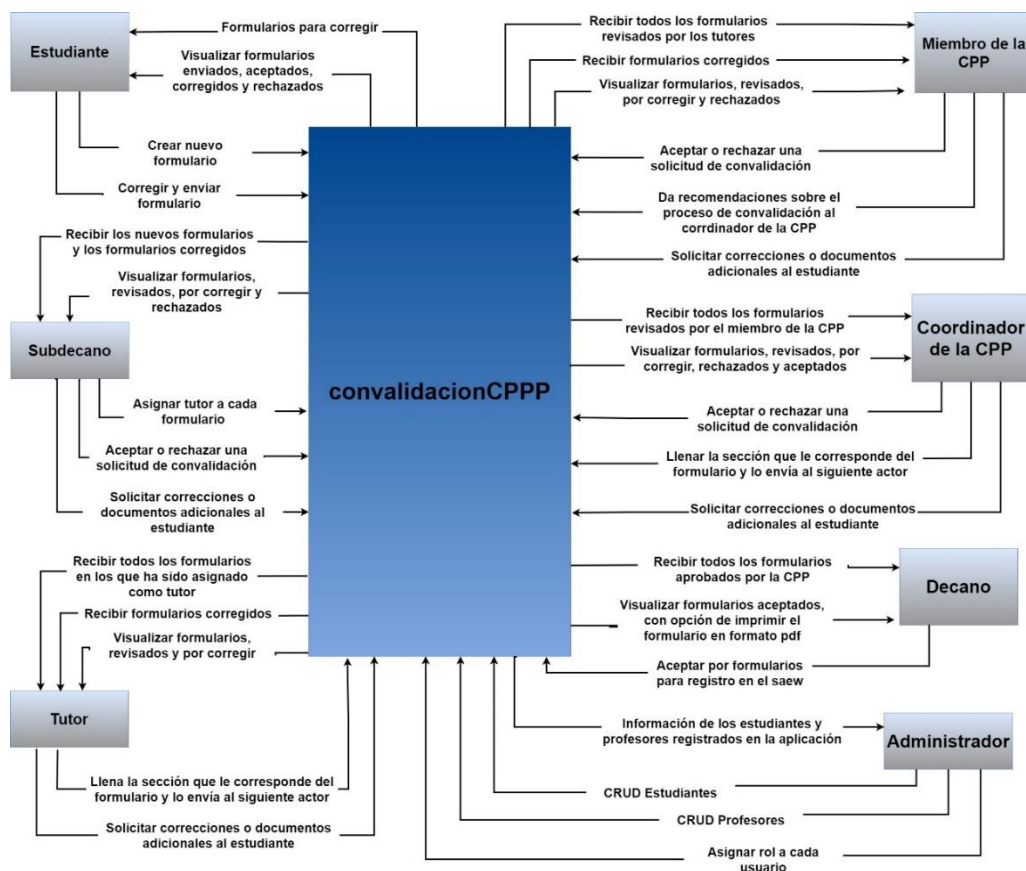 Estudiante
Formularios para corregir
Visualizar formularios
enviados, aceptados,
corregidos y rechazados
Crear nuevo
formulario
Corregir y enviar
formulario
Recibir los nuevos formularios
y los formularios corregidos
Visualizar formularios,
revisados, por corregir y
rechazados
Subdecano
Asignar tutor a cada
formulario
Aceptar o rechazar una
solicitud de convalidación
Solicitar correcciones o
documentos adicionales al
estudiante
Recibir todos los formularios
en los que ha sido asignado
como tutor
Recibir formularios corregidos
Visualizar formularios,
revisados y por corregir
Tutor
Llena la sección que le corresponde del
formulario y lo envía al siguiente actor
Solicitar correcciones o documentos
adicionales al estudiante
convalidacionCPPP
Recibir todos los formularios
revisados por los tutores
Recibir formularios corregidos
Visualizar formularios, revisados,
por corregir y rechazados
Miembro de la
CPP
Aceptar o rechazar una
solicitud de convalidación
Da recomendaciones sobre el
proceso de convalidación al
corrdinador de la CPP
Solicitar correcciones o documentos
adicionales al estudiante
Recibir todos los formularios
revisados por el miembro de la CPP
Visualizar formularios, revisados, por
corregir, rechazados y aceptados
Coordinador
de la CPP
Aceptar o rechazar una
solicitud de convalidación
Llenar la sección que le corresponde del
formulario y lo envía al siguiente actor
Solicitar correcciones o documentos
adicionales al estudiante
Recibir todos los formularios
aprobados por la CPP
Visualizar formularios aceptados,
con opción de imprimir el
formulario en formato pdf
Decano
Aceptar por formularios
para registro en el saew
Información de los estudiantes y
profesores registrados en la aplicación
Administrador
CRUD Estudiantes
CRUD Profesores
Asignar rol a cada
usuario